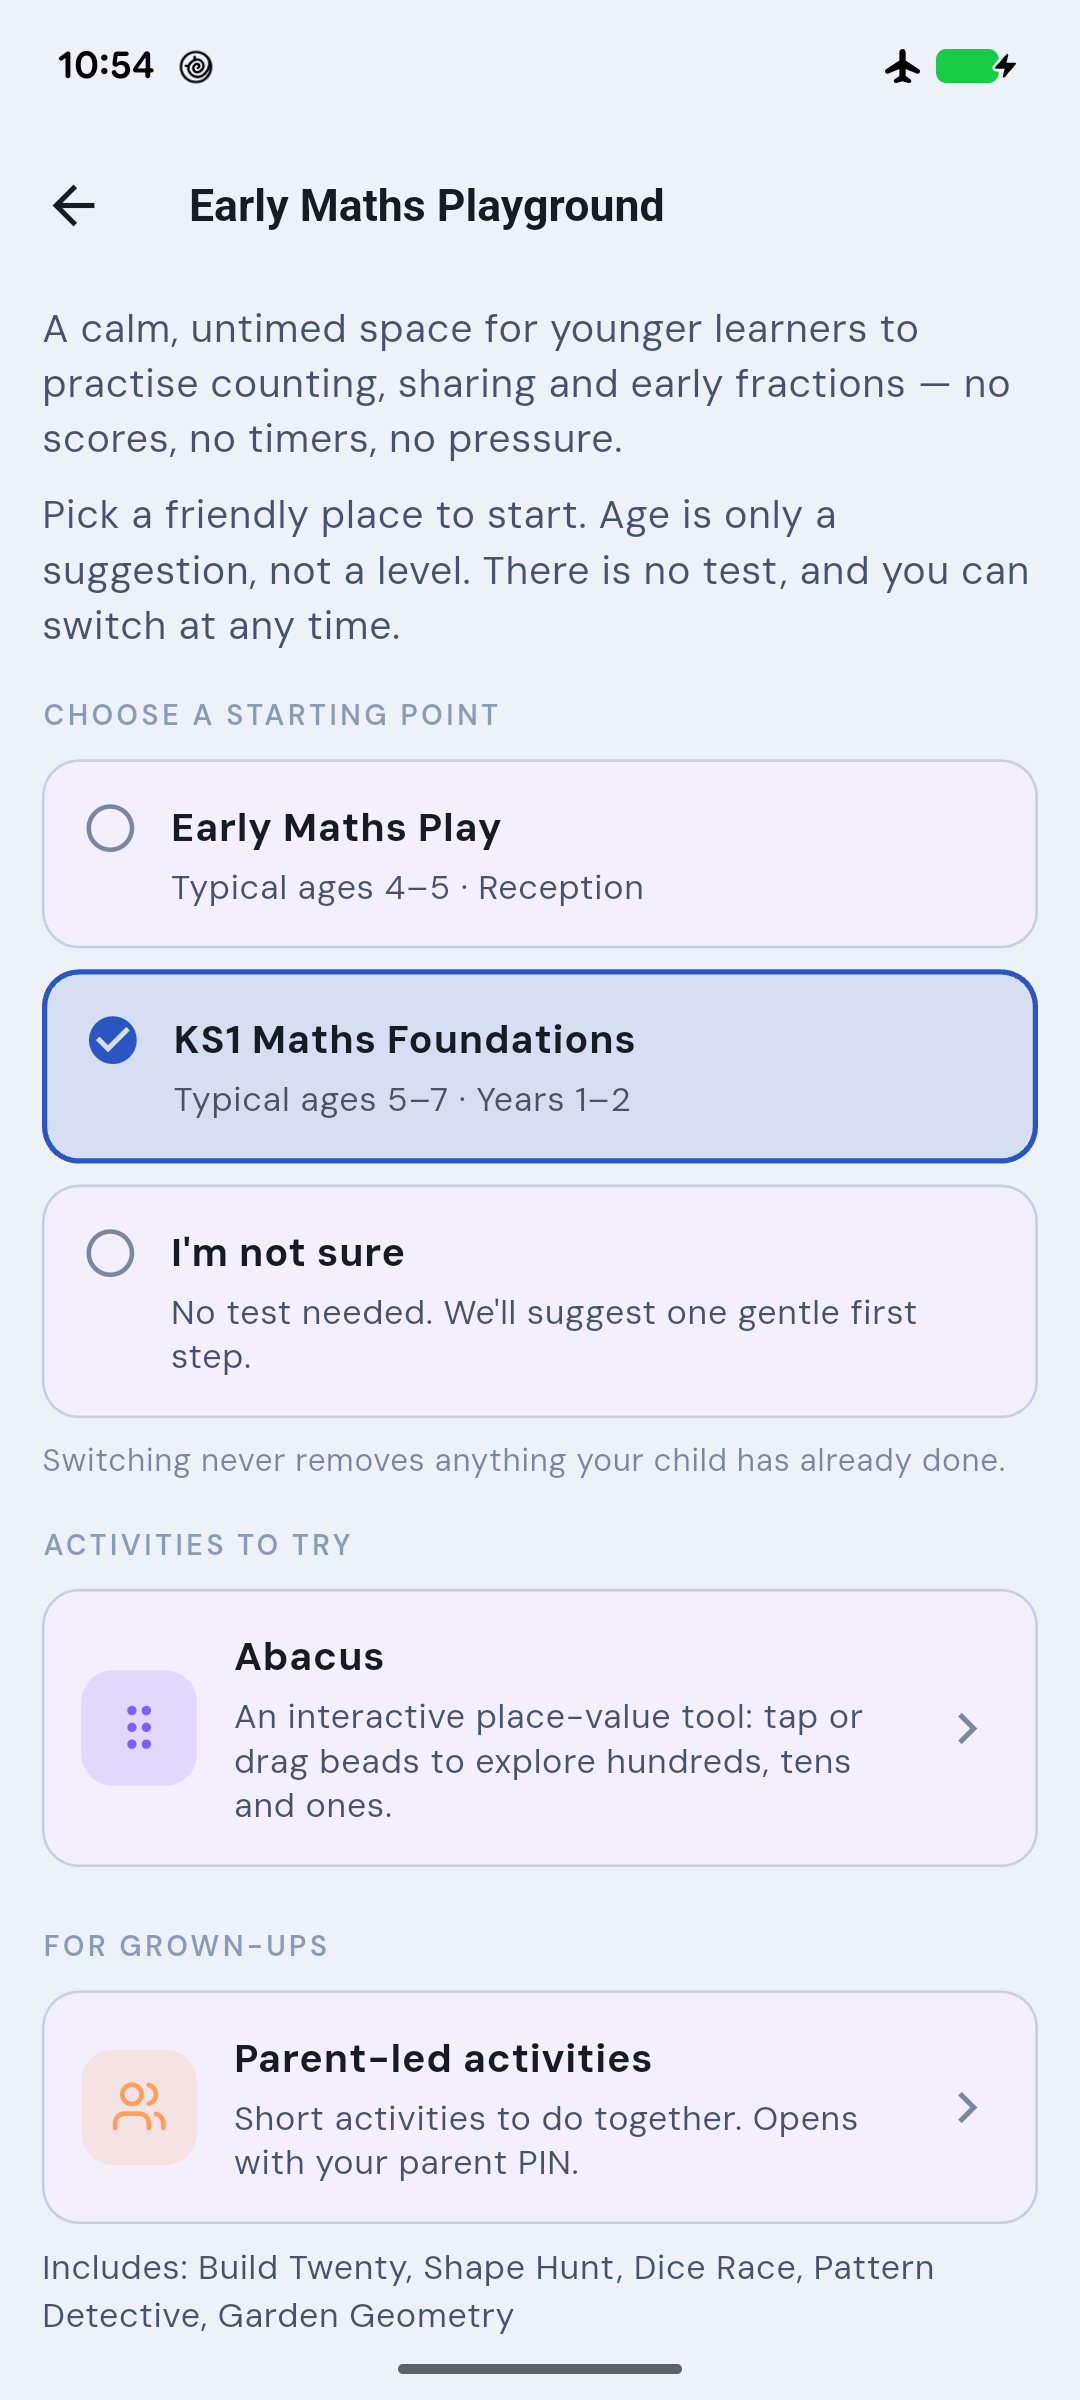 10:54
Early Maths Playground
A calm, untimed space for younger learners to
practise counting, sharing and early fractions — no
scores, no timers, no pressure.
Pick a friendly place to start. Age is only a
suggestion, not a level. There is no test, and you can
switch at any time.
CHOOSE A STARTING POINT
Early Maths Play
Typical ages 4–5 · Reception
KS1 Maths Foundations
Typical ages 5–7 · Years 1–2
I'm not sure
No test needed. We'll suggest one gentle first
step.
Switching never removes anything your child has already done.
ACTIVITIES TO TRY
Abacus
An interactive place-value tool: tap or
drag beads to explore hundreds, tens
and ones.
FOR GROWN-UPS
Parent-led activities
Short activities to do together. Opens
with your parent PIN.
Includes: Build Twenty, Shape Hunt, Dice Race, Pattern
Detective, Garden Geometry